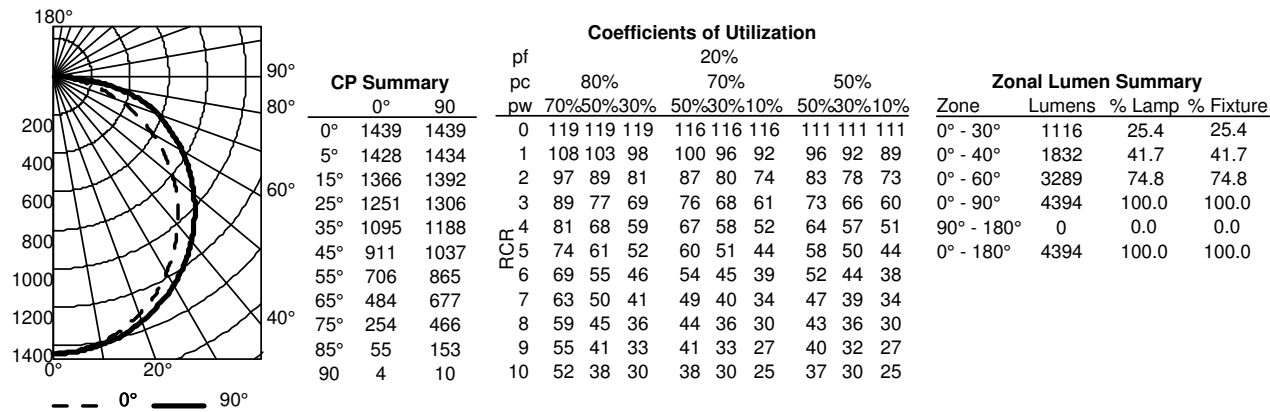 180°
90°
80°
200
400
60°
600
800
1000
40°
1200
1400
0° 20°
0° 90°
CP Summary
0° 90
0° 1439 1439
5° 1428 1434
15° 1366 1392
25° 1251 1306
35° 1095 1188
45° 911 1037
55° 706 865
65° 484 677
75° 254 466
85° 55 153
90 4 10
Coefficients of Utilization
pf 20%
pc 80% 70% 50%
pw 70%50%30% 50%30%10% 50%30%10%
RCR
0 119 119 119 116 116 116 111 111 111
1 108 103 98 100 96 92 96 92 89
2 97 89 81 87 80 74 83 78 73
3 89 77 69 76 68 61 73 66 60
4 81 68 59 67 58 52 64 57 51
5 74 61 52 60 51 44 58 50 44
6 69 55 46 54 45 39 52 44 38
7 63 50 41 49 40 34 47 39 34
8 59 45 36 44 36 30 43 36 30
9 55 41 33 41 33 27 40 32 27
10 52 38 30 38 30 25 37 30 25
Zonal Lumen Summary
Zone Lumens % Lamp % Fixture
0° - 30° 1116 25.4 25.4
0° - 40° 1832 41.7 41.7
0° - 60° 3289 74.8 74.8
0° - 90° 4394 100.0 100.0
90° - 180° 0 0.0 0.0
0° - 180° 4394 100.0 100.0